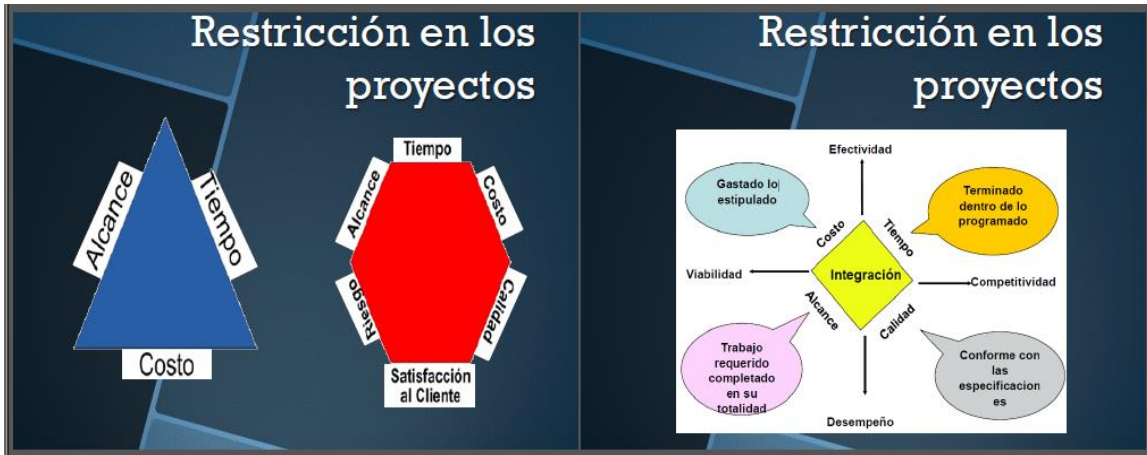 Restricción en los
proyectos
Alcance
Tiempo
Costo
Tiempo
Alcance
Costo
Riesgo
Calidad
Satisfacción
al Cliente
Restricción en los
proyectos
Efectividad
Gastado lo
estipulado
Terminado
dentro de lo
programado
Costo
Tiempo
Viabilidad
Integración
Competitividad
Alcance
Calidad
Trabajo
requerido
completado
en su
totalidad
Conforme con
las
especificacion
es
Desempeño